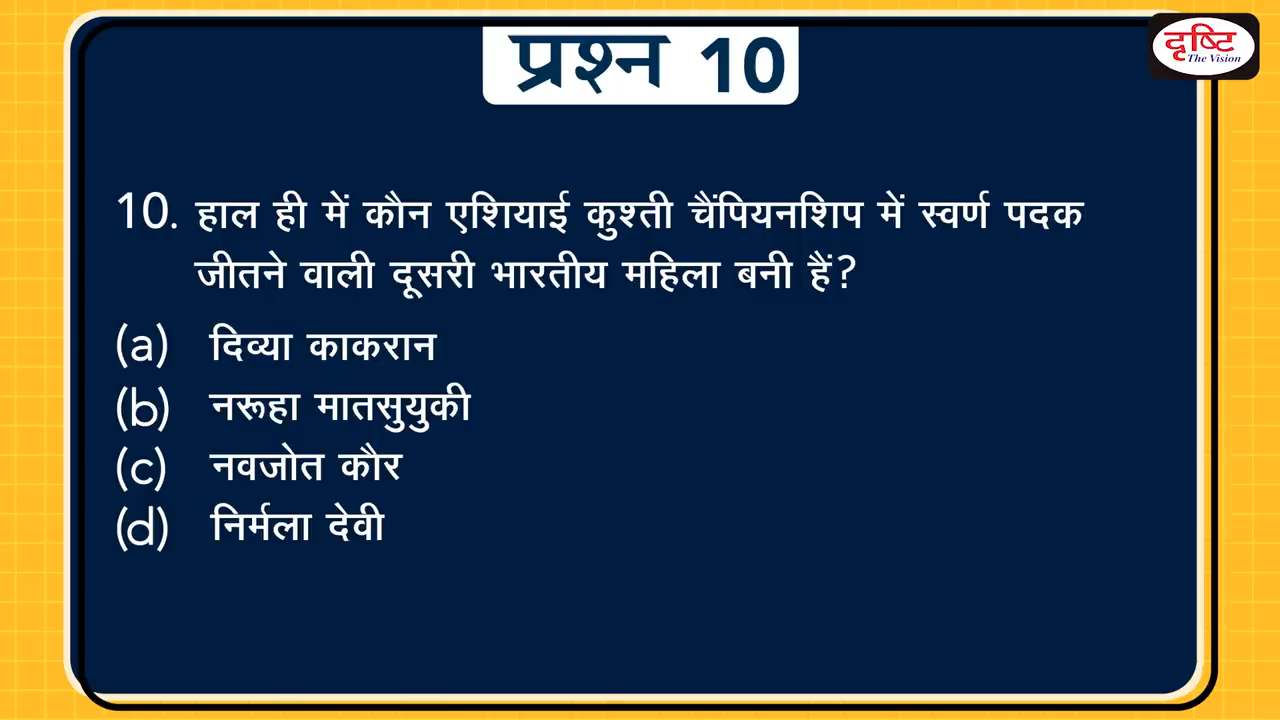 प्रश्न 10
दृष्टि
The Vision
10. हाल ही में कौन एशियाई कुश्ती चैंपियनशिप में स्वर्ण पदक
जीतने वाली दूसरी भारतीय महिला बनी हैं?
(a) दिव्या काकरान
(b) नरूहा मातसुयुकी
(c) नवजोत कौर
(d) निर्मला देवी